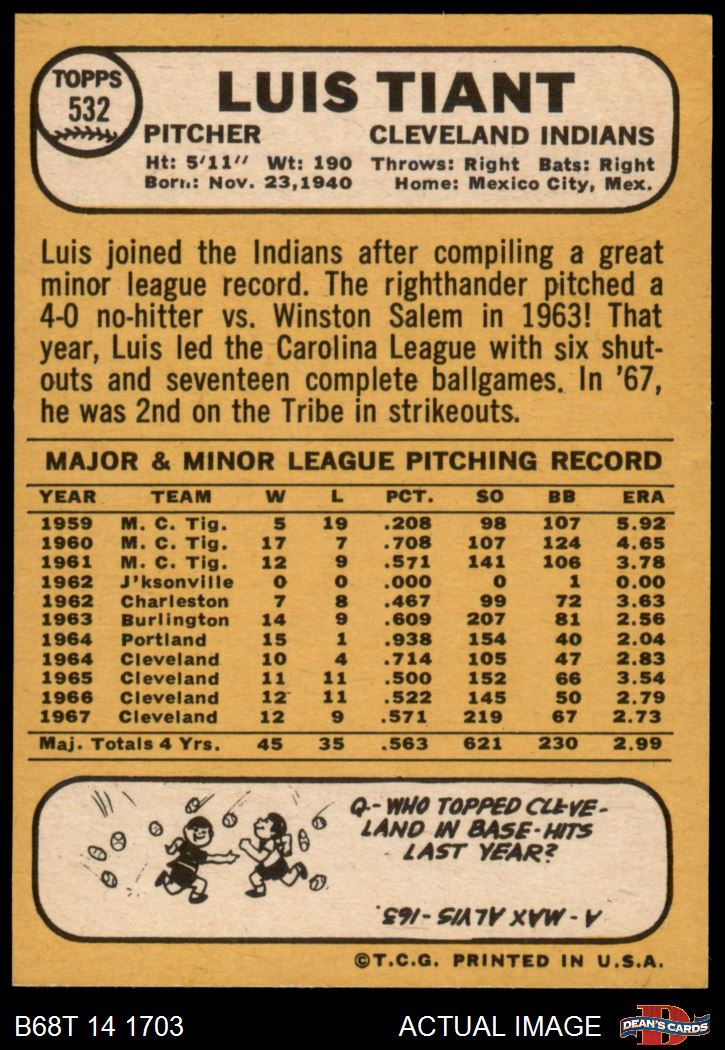 TOPPS
532
LUIS TIANT
PITCHER CLEVELAND INDIANS
Ht: 5'11" Wt: 190 Throws: Right Bats: Right
Born: Nov. 23,1940 Home: Mexico City, Mex.
Luis joined the Indians after compiling a great
minor league record. The righthander pitched a
4-0 no-hitter vs. Winston Salem in 1963! That
year, Luis led the Carolina League with six shut-
outs and seventeen complete ballgames. In '67,
he was 2nd on the Tribe in strikeouts.
MAJOR & MINOR LEAGUE PITCHING RECORD
YEAR TEAM W L PCT. SO BB ERA
1959 M. C. Tig. 5 19 .208 98 107 5.92
1960 M. C. Tig. 17 7 .708 107 124 4.65
1961 M. C. Tig. 12 9 .571 141 106 3.78
1962 J'ksonville 0 0 .000 0 1 0.00
1962 Charleston 7 8 .467 99 72 3.63
1963 Burlington 14 9 .609 207 81 2.56
1964 Portland 15 1 .938 154 40 2.04
1964 Cleveland 10 4 .714 105 47 2.83
1965 Cleveland 11 11 .500 152 66 3.54
1966 Cleveland 12 11 .522 145 50 2.79
1967 Cleveland 12 9 .571 219 67 2.73
Maj. Totals 4 Yrs. 45 35 .563 621 230 2.99
Q-WHO TOPPED CLEVE-
LAND IN BASE-HITS
LAST YEAR?
A - MAX ALVIS-163.
©T.C.G. PRINTED IN U.S.A.
B68T 14 1703 ACTUAL IMAGE
D
DEAN'S CARDS